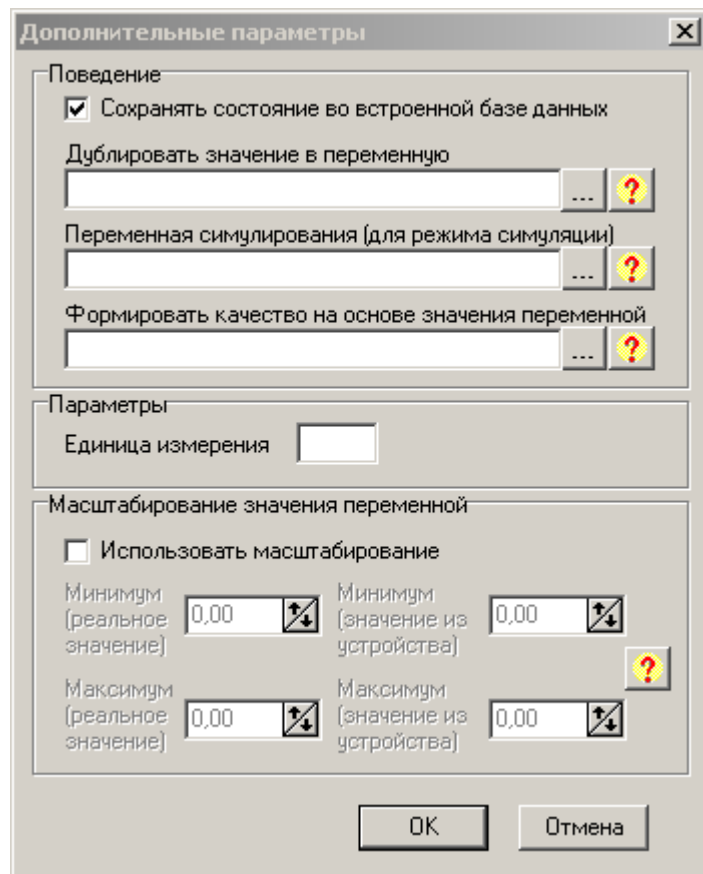 Дополнительные параметры
Поведение
Сохранять состояние во встроенной базе данных
Дублировать значение в переменную
...
?
Переменная симулирования (для режима симуляции)
...
?
Формировать качество на основе значения переменной
...
?
Параметры
Единица измерения
Масштабирование значения переменной
Использовать масштабирование
Минимум
(реальное
значение)
0,00
Минимум
(значение из
устройства)
0,00
?
Максимум
(реальное
значение)
0,00
Максимум
(значение из
устройства)
0,00
OK
Отмена